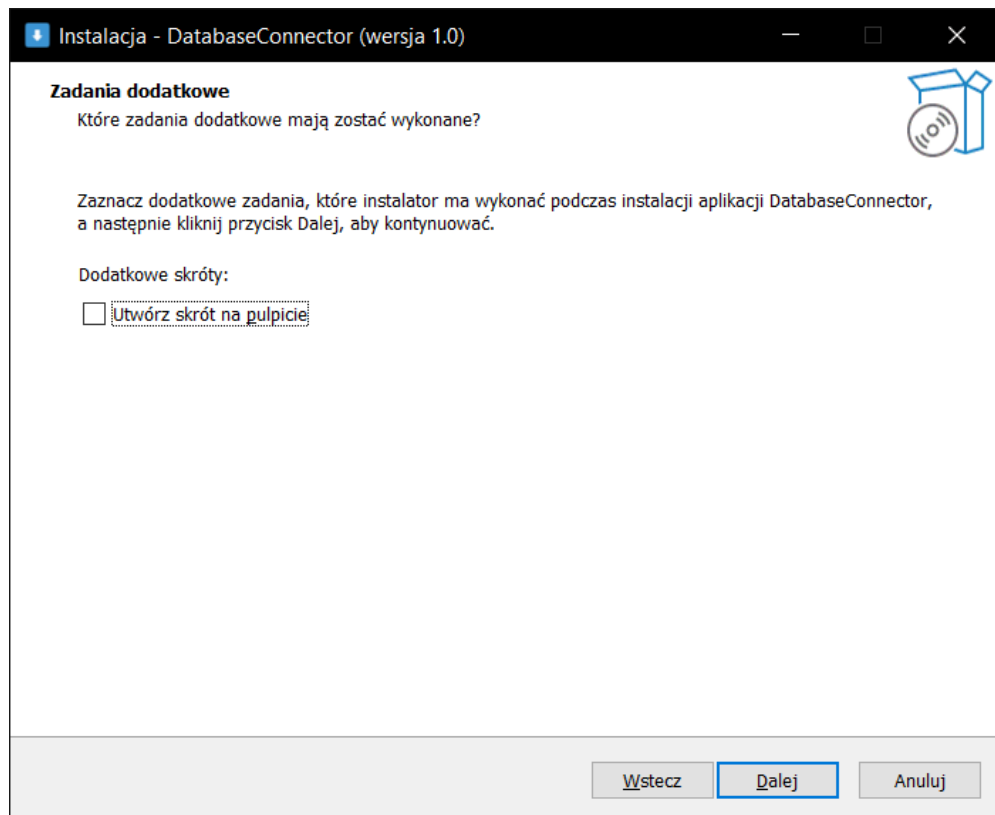 Instalacja - DatabaseConnector (wersja 1.0)
Zadania dodatkowe
Które zadania dodatkowe mają zostać wykonane?
Zaznacz dodatkowe zadania, które instalator ma wykonać podczas instalacji aplikacji DatabaseConnector,
a następnie kliknij przycisk Dalej, aby kontynuować.
Dodatkowe skróty:
Utwórz skrót na pulpicie
Wstecz Dalej Anuluj